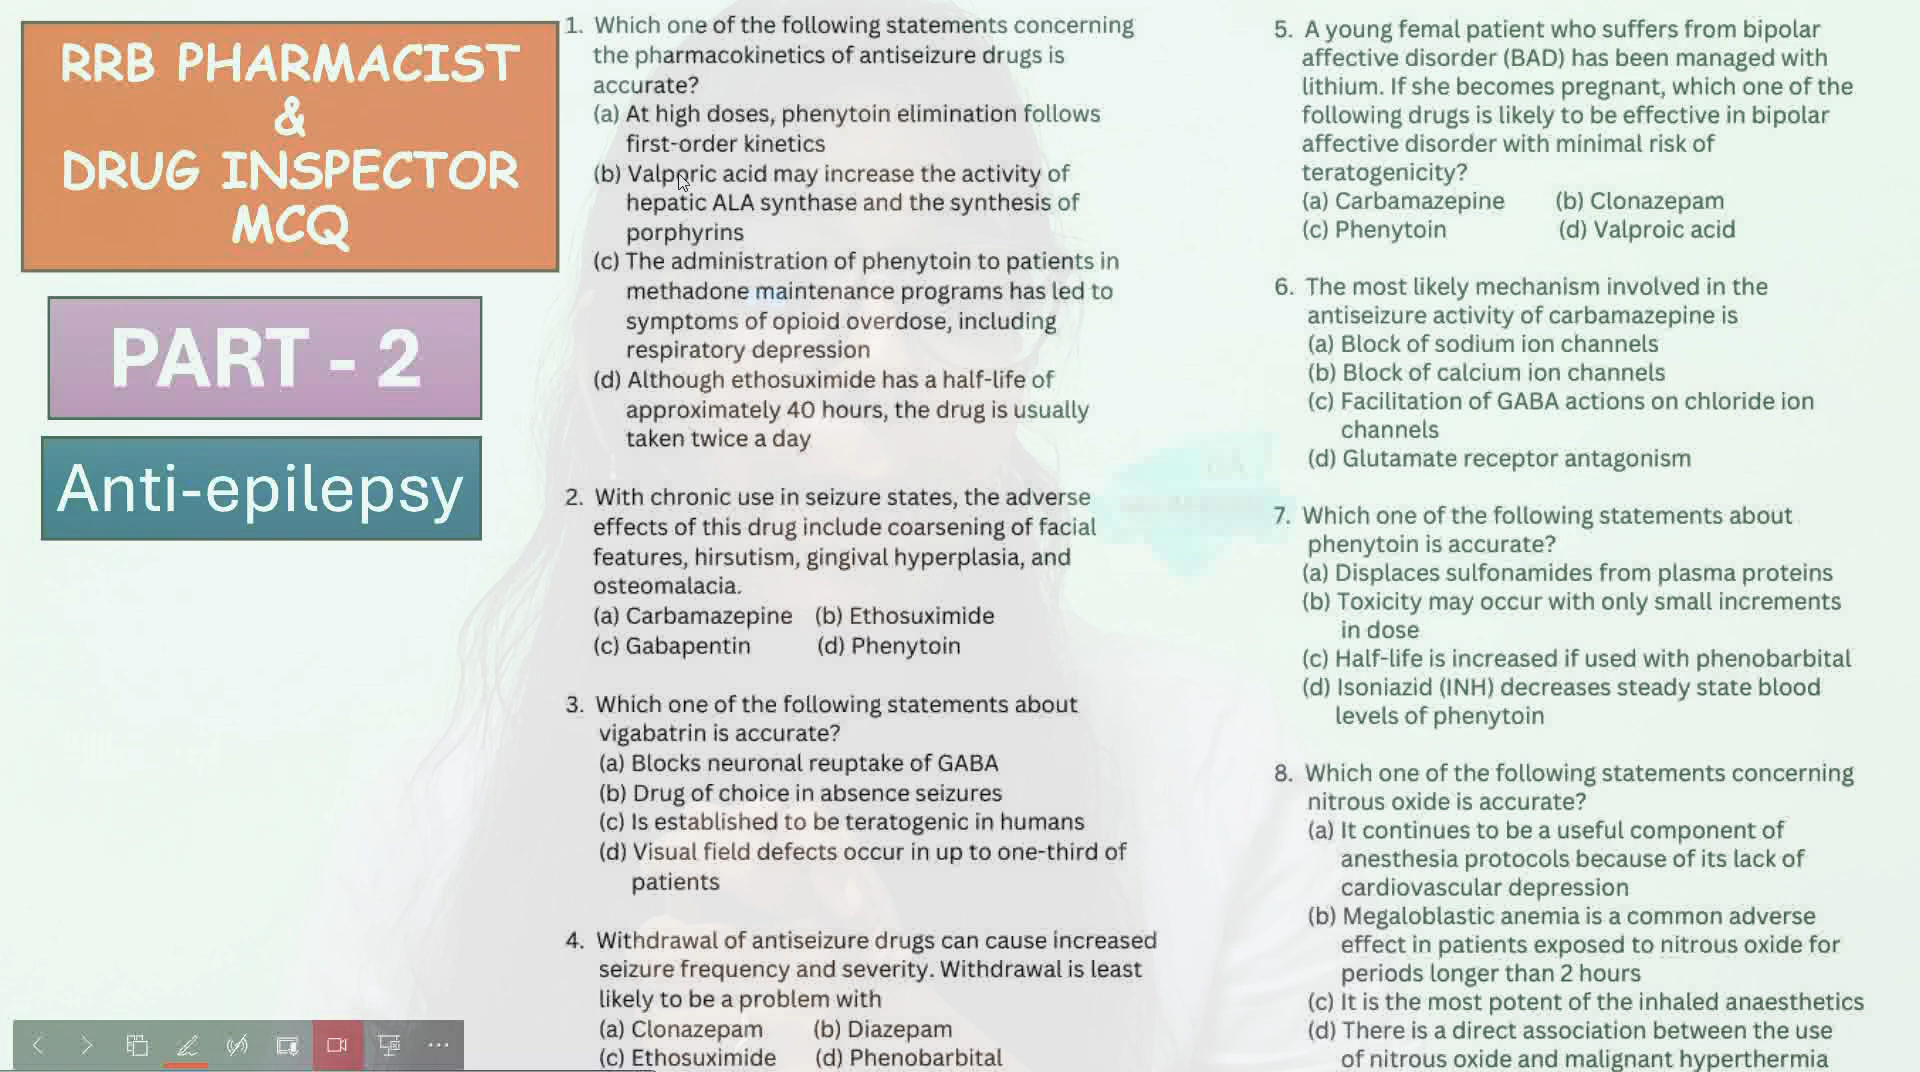 RRB PHARMACIST
&
DRUG INSPECTOR
MCQ
PART - 2
Anti-epilepsy
1. Which one of the following statements concerning
the pharmacokinetics of antiseizure drugs is
accurate?
(a) At high doses, phenytoin elimination follows
first-order kinetics
(b) Valporic acid may increase the activity of
hepatic ALA synthase and the synthesis of
porphyrins
(c) The administration of phenytoin to patients in
methadone maintenance programs has led to
symptoms of opioid overdose, including
respiratory depression
(d) Although ethosuximide has a half-life of
approximately 40 hours, the drug is usually
taken twice a day
2. With chronic use in seizure states, the adverse
effects of this drug include coarsening of facial
features, hirsutism, gingival hyperplasia, and
osteomalacia.
(a) Carbamazepine (b) Ethosuximide
(c) Gabapentin (d) Phenytoin
3. Which one of the following statements about
vigabatrin is accurate?
(a) Blocks neuronal reuptake of GABA
(b) Drug of choice in absence seizures
(c) Is established to be teratogenic in humans
(d) Visual field defects occur in up to one-third of
patients
4. Withdrawal of antiseizure drugs can cause increased
seizure frequency and severity. Withdrawal is least
likely to be a problem with
(a) Clonazepam (b) Diazepam
(c) Ethosuximide (d) Phenobarbital
5. A young femal patient who suffers from bipolar
affective disorder (BAD) has been managed with
lithium. If she becomes pregnant, which one of the
following drugs is likely to be effective in bipolar
affective disorder with minimal risk of
teratogenicity?
(a) Carbamazepine (b) Clonazepam
(c) Phenytoin (d) Valproic acid
6. The most likely mechanism involved in the
antiseizure activity of carbamazepine is
(a) Block of sodium ion channels
(b) Block of calcium ion channels
(c) Facilitation of GABA actions on chloride ion
channels
(d) Glutamate receptor antagonism
7. Which one of the following statements about
phenytoin is accurate?
(a) Displaces sulfonamides from plasma proteins
(b) Toxicity may occur with only small increments
in dose
(c) Half-life is increased if used with phenobarbital
(d) Isoniazid (INH) decreases steady state blood
levels of phenytoin
8. Which one of the following statements concerning
nitrous oxide is accurate?
(a) It continues to be a useful component of
anesthesia protocols because of its lack of
cardiovascular depression
(b) Megaloblastic anemia is a common adverse
effect in patients exposed to nitrous oxide for
periods longer than 2 hours
(c) It is the most potent of the inhaled anaesthetics
(d) There is a direct association between the use
of nitrous oxide and malignant hyperthermia